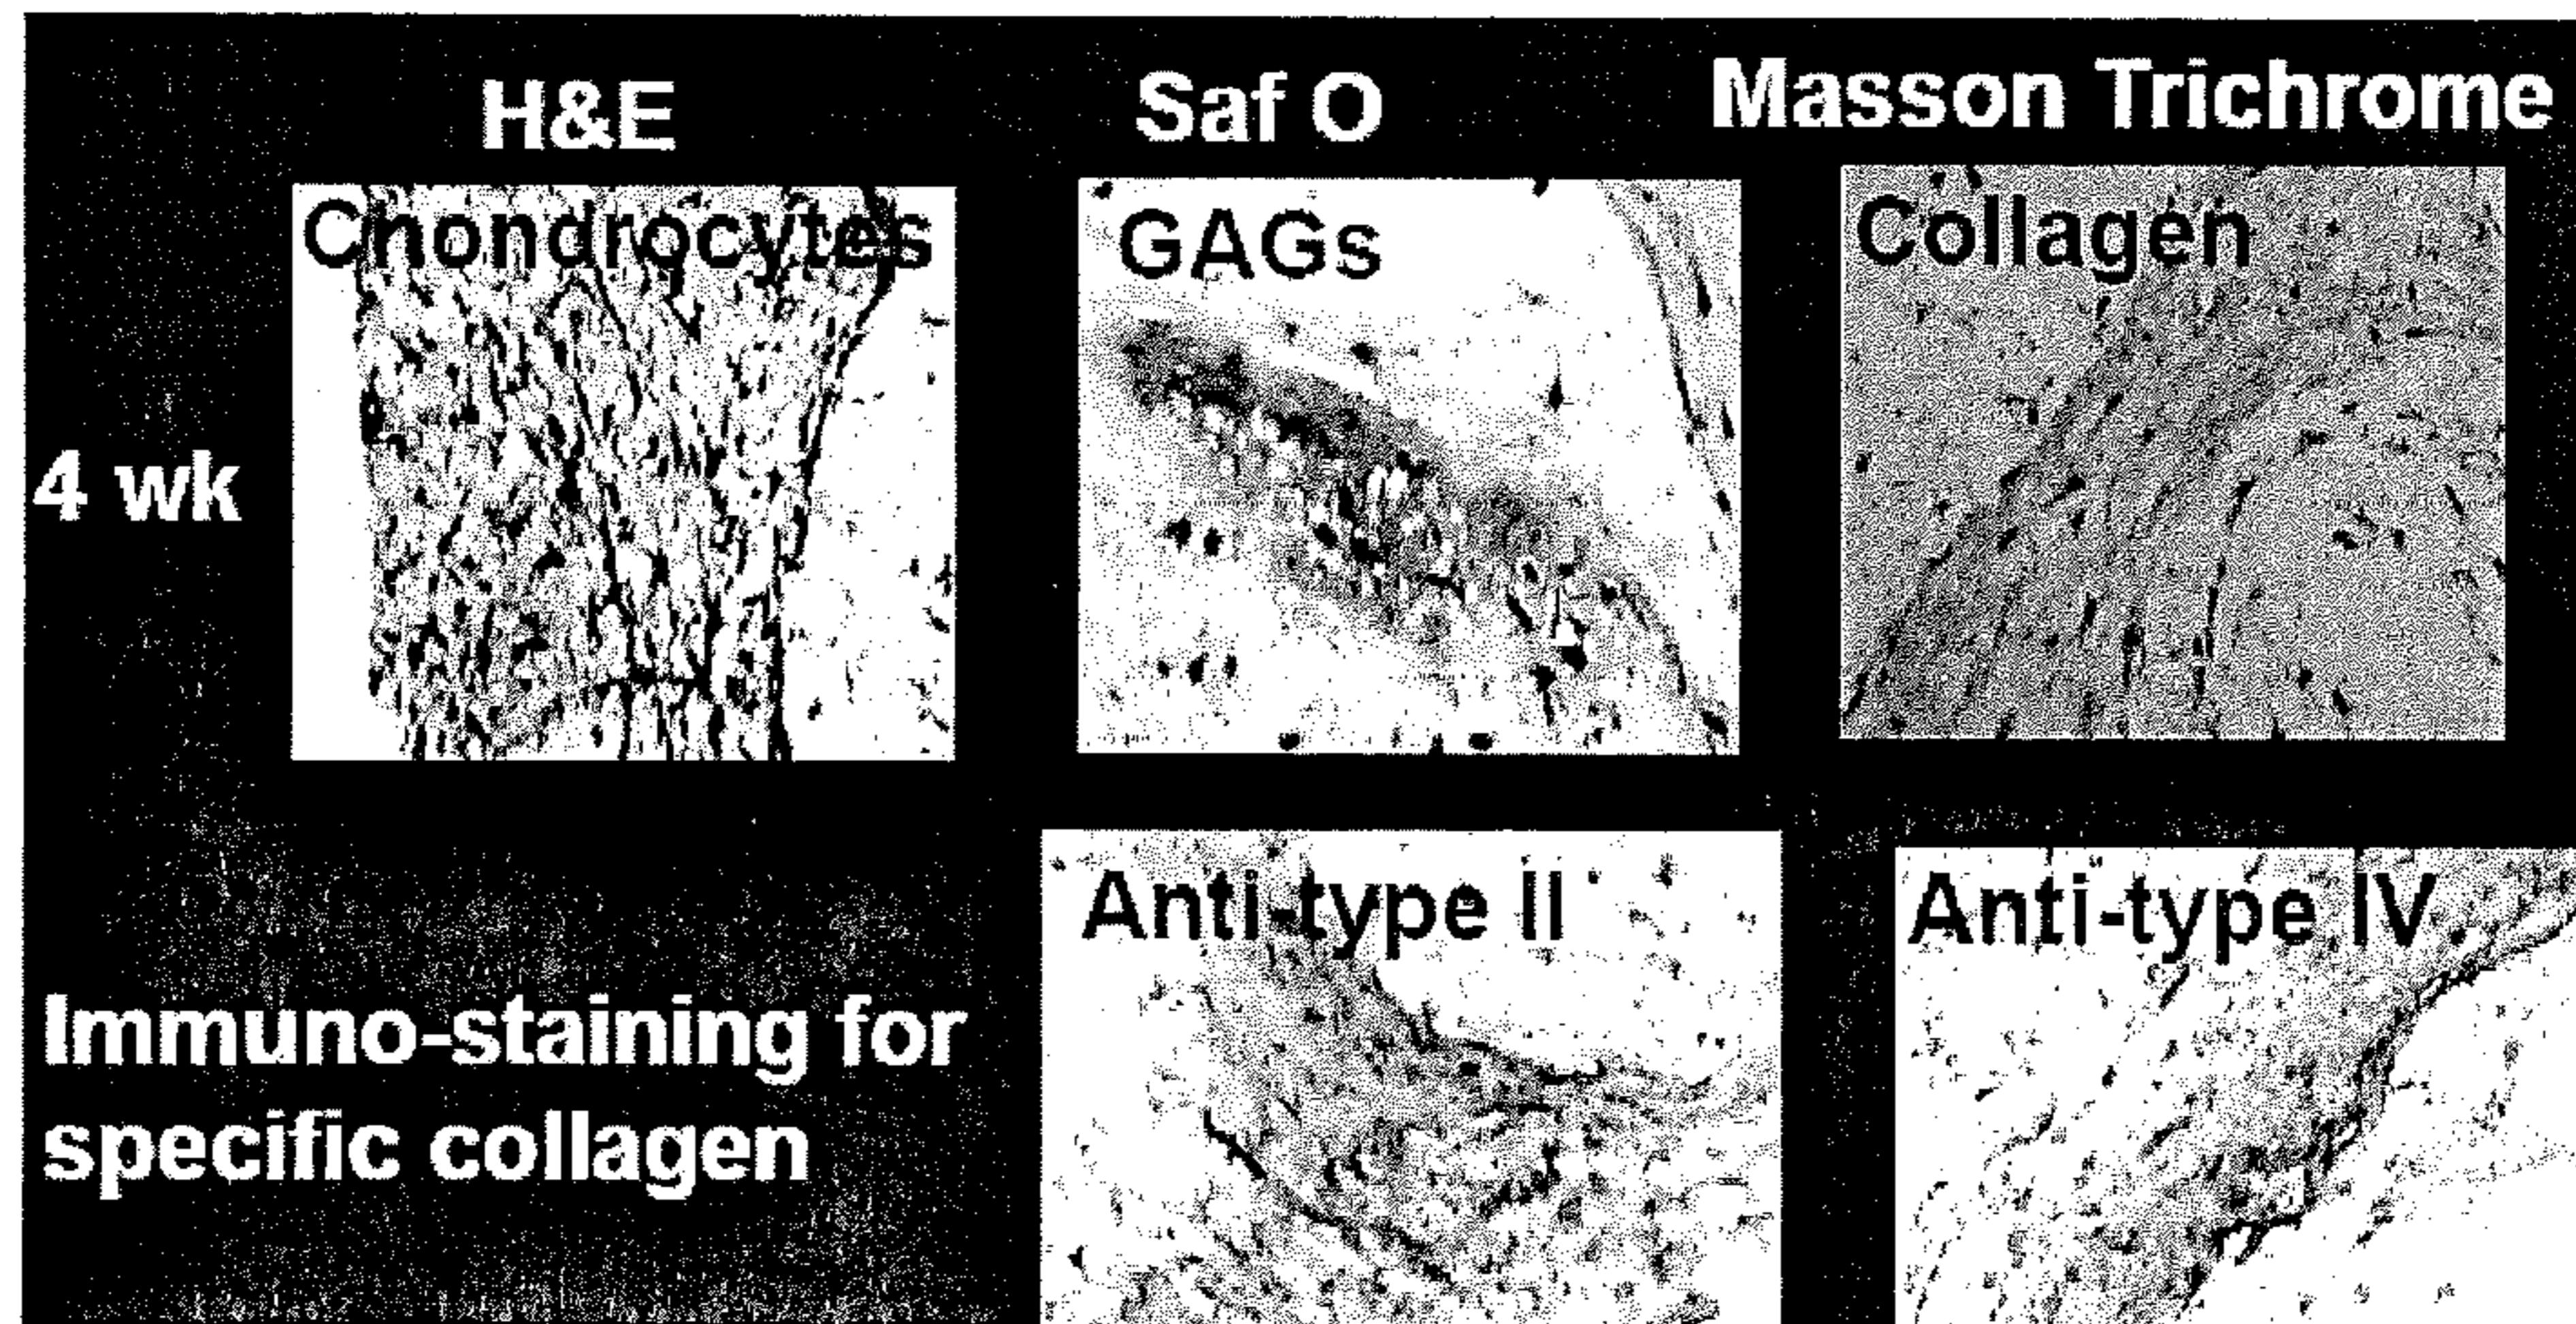 H&E
Saf O
Masson Trichrome
Chondrocytes
GAGs
Collagen
4 wk
Anti-type II
Anti-type IV
Immuno-staining for
specific collagen